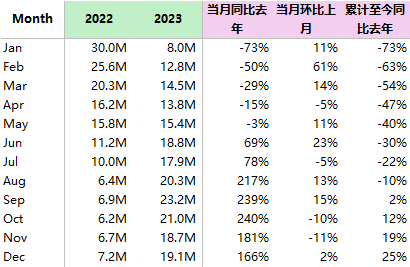 Month 2022 2023 当月同比去年 当月环比上月 累计至今同比去年
Jan 30.0M 8.0M -73% 11% -73%
Feb 25.6M 12.8M -50% 61% -63%
Mar 20.3M 14.5M -29% 14% -54%
Apr 16.2M 13.8M -15% -5% -47%
May 15.8M 15.4M -3% 11% -40%
Jun 11.2M 18.8M 69% 23% -30%
Jul 10.0M 17.9M 78% -5% -22%
Aug 6.4M 20.3M 217% 13% -10%
Sep 6.9M 23.2M 239% 15% 2%
Oct 6.2M 21.0M 240% -10% 12%
Nov 6.7M 18.7M 181% -11% 19%
Dec 7.2M 19.1M 166% 2% 25%